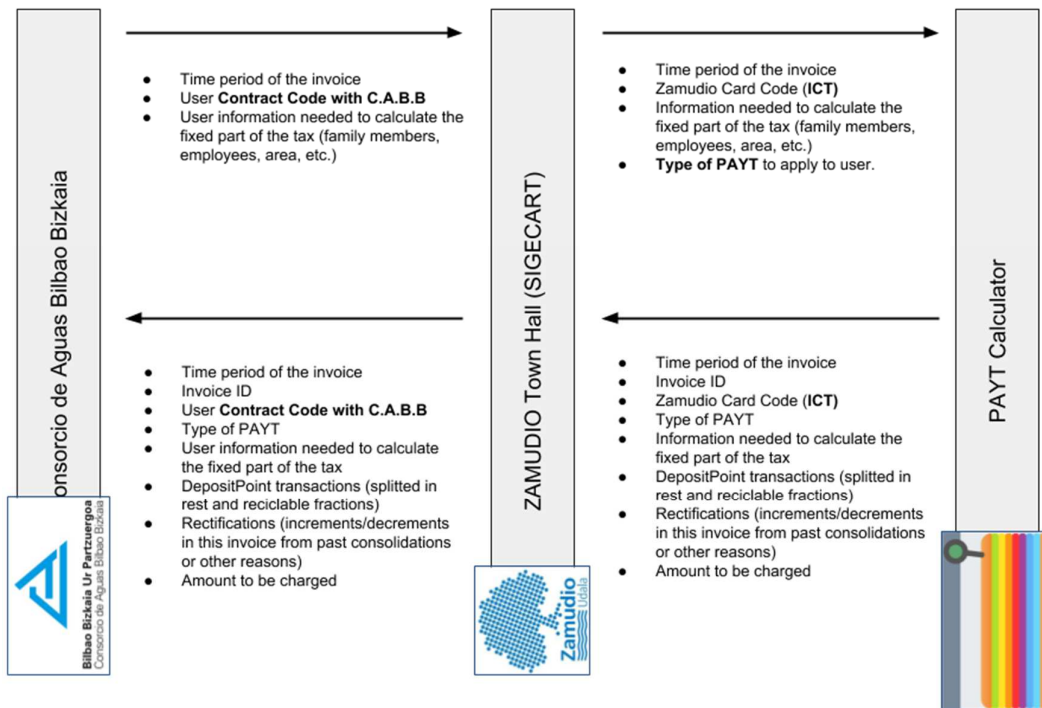 Time period of the invoice
User Contract Code with C.A.B.B
User information needed to calculate the
fixed part of the tax (family members,
employees, area, etc.)
Time period of the invoice
Zamudio Card Code (ICT)
Information needed to calculate the
fixed part of the tax (family members,
employees, area, etc.)
Type of PAYT to apply to user.
onsorcio de Aguas Bilbao Bizkaia
ZAMUDIO Town Hall (SIGECART)
PAYT Calculator
Time period of the invoice
Invoice ID
User Contract Code with C.A.B.B
Type of PAYT
User information needed to calculate
the fixed part of the tax
DepositPoint transactions (splitted in
rest and reciclable fractions)
Rectifications (increments/decrements
in this invoice from past consolidations
or other reasons)
Amount to be charged
Time period of the invoice
Invoice ID
Zamudio Card Code (ICT)
Type of PAYT
Information needed to calculate the
fixed part of the tax
DepositPoint transactions (splitted in
rest and reciclable fractions)
Rectifications (increments/decrements
in this invoice from past consolidations
or other reasons)
Amount to be charged
Bilbao Bizkaia Ur Partzuergoa
Consorcio de Aguas Bilbao Bizkaia
Zamudio
Udala